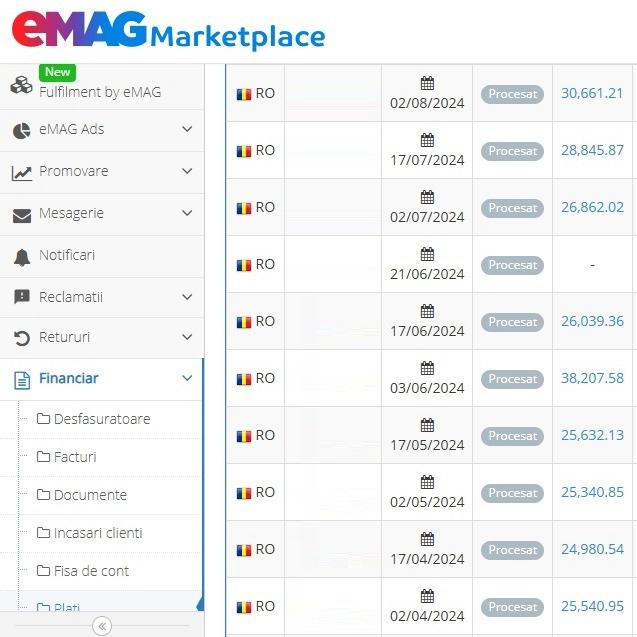 eMAG Marketplace
New
Fulfilment by eMAG
eMAG Ads
Promovare
Mesagerie
Notificari
Reclamatii
Retururi
Financiar
Desfasuratoare
Facturi
Documente
Incasari clienti
Fisa de cont
Plati
RO 02/08/2024 Procesat 30,661.21
RO 17/07/2024 Procesat 28,845.87
RO 02/07/2024 Procesat 26,862.02
RO 21/06/2024 Procesat -
RO 17/06/2024 Procesat 26,039.36
RO 03/06/2024 Procesat 38,207.58
RO 17/05/2024 Procesat 25,632.13
RO 02/05/2024 Procesat 25,340.85
RO 17/04/2024 Procesat 24,980.54
RO 02/04/2024 Procesat 25,540.95